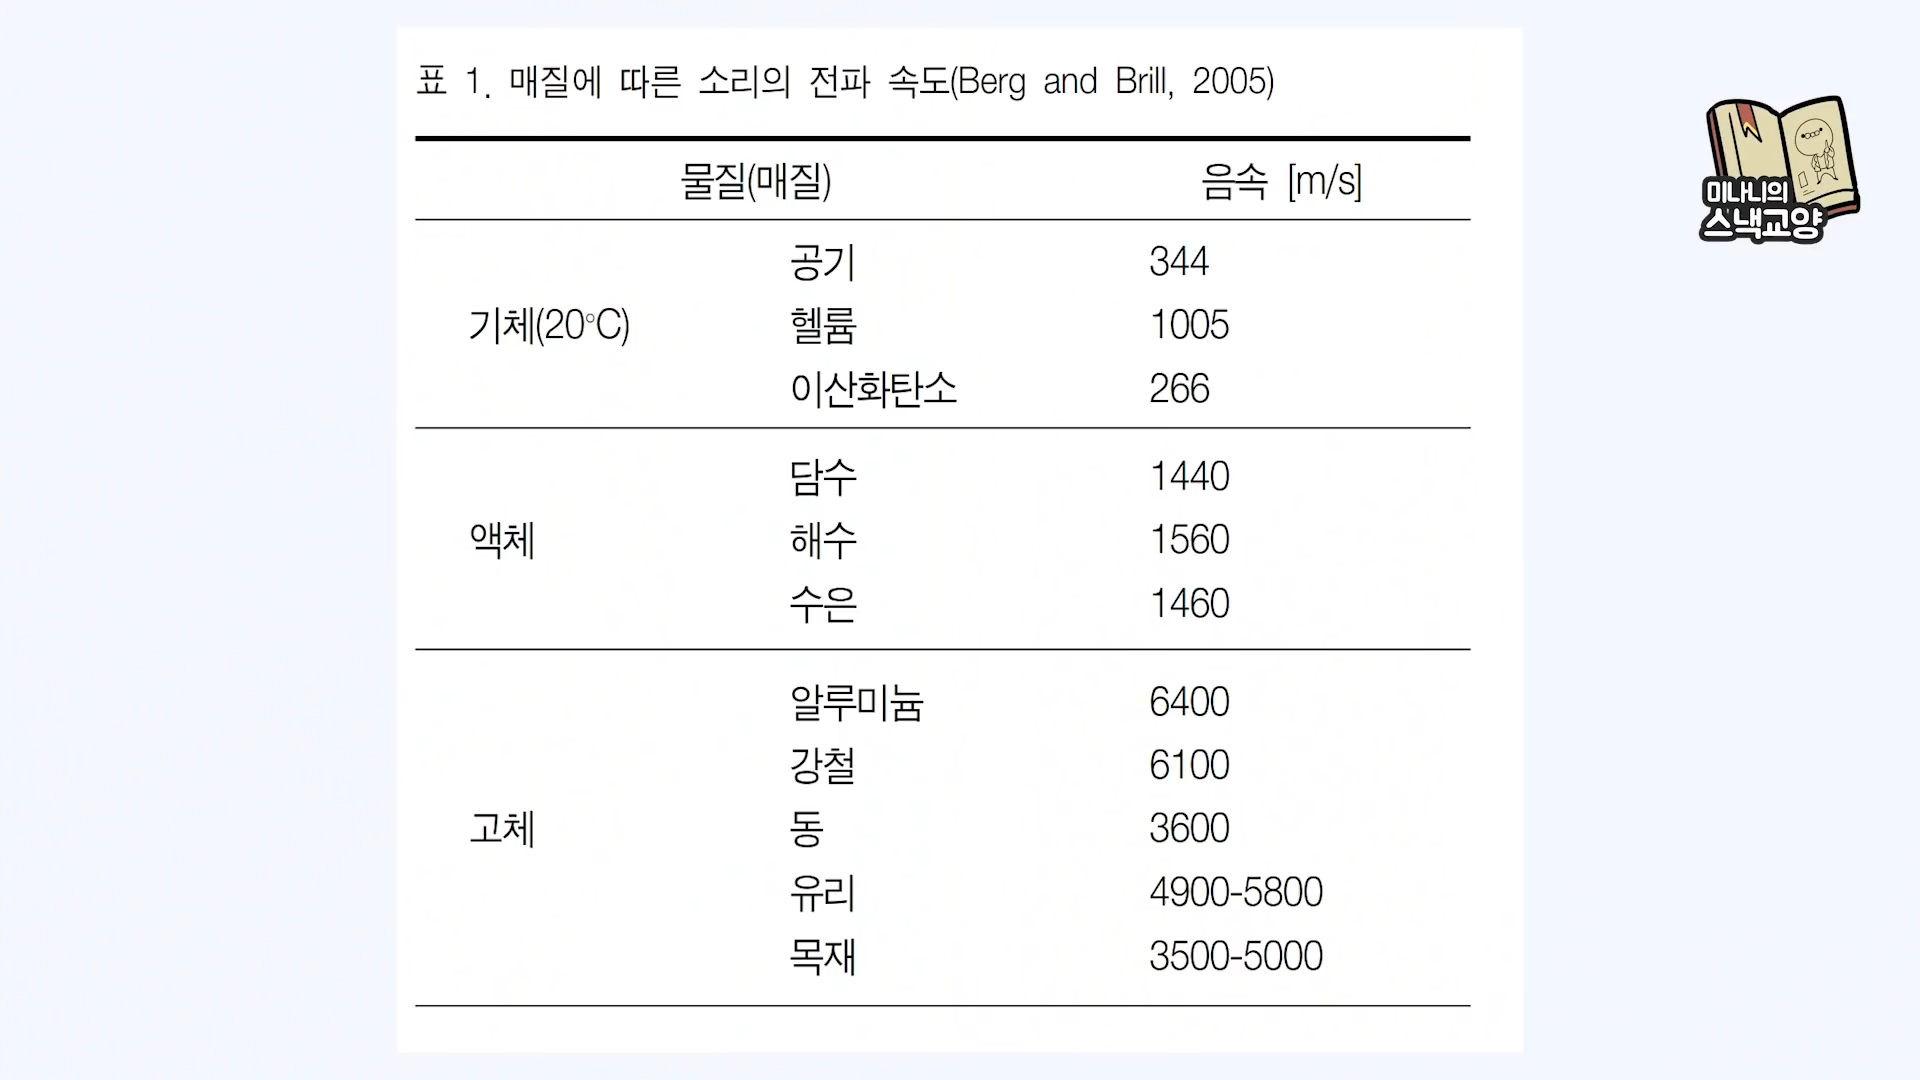 표 1. 매질에 따른 소리의 전파 속도(Berg and Brill, 2005)
물질(매질) 음속 [m/s]
공기 344
기체(20°C) 헬륨 1005
이산화탄소 266
담수 1440
액체 해수 1560
수은 1460
알루미늄 6400
강철 6100
고체 동 3600
유리 4900-5800
목재 3500-5000
미나니의
스낵교양